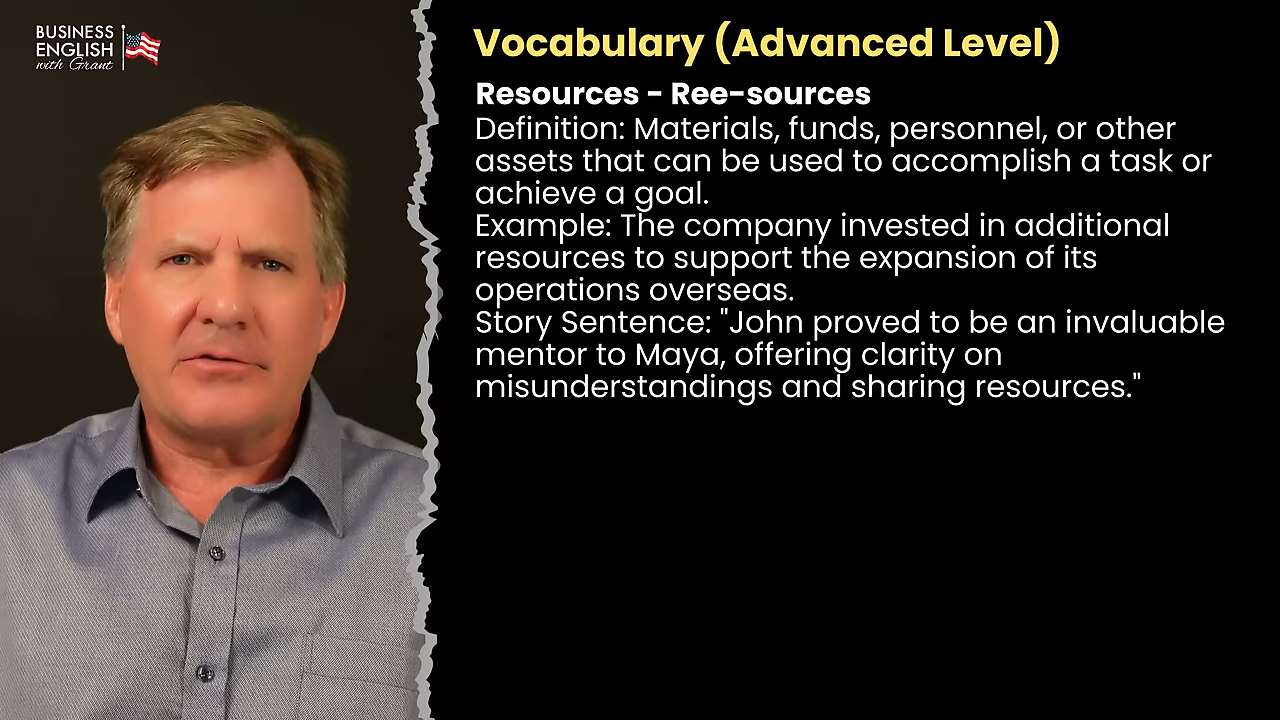 BUSINESS
ENGLISH
with Grant
Vocabulary (Advanced Level)
Resources - Ree-sources
Definition: Materials, funds, personnel, or other
assets that can be used to accomplish a task or
achieve a goal.
Example: The company invested in additional
resources to support the expansion of its
operations overseas.
Story Sentence: "John proved to be an invaluable
mentor to Maya, offering clarity on
misunderstandings and sharing resources."